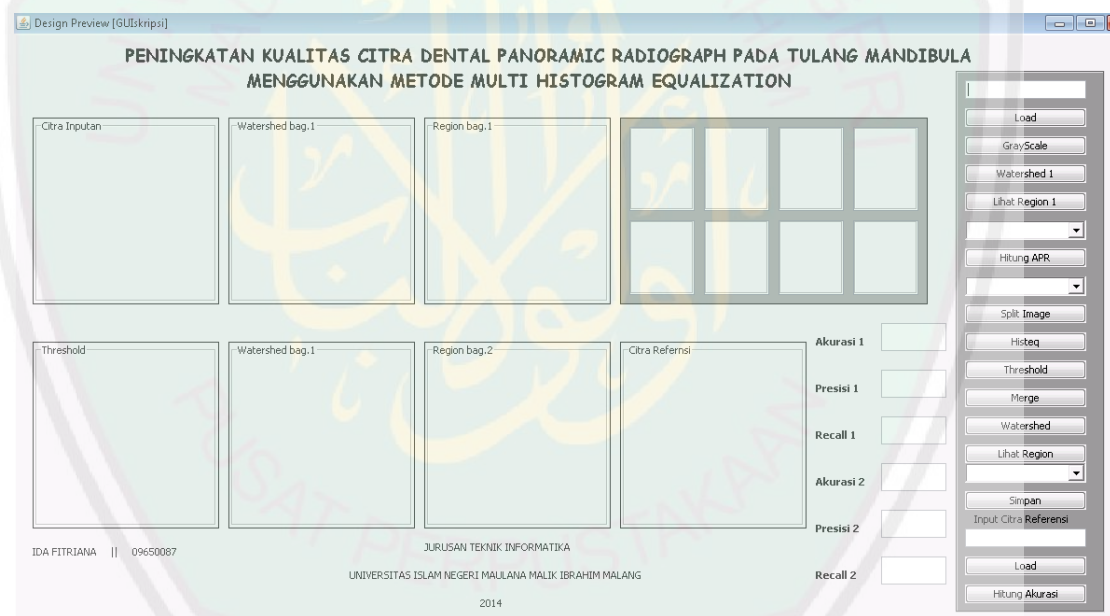 Design Preview [GUIskripsi]
PENINGKATAN KUALITAS CITRA DENTAL PANORAMIC RADIOGRAPH PADA TULANG MANDIBULA
MENGGUNAKAN METODE MULTI HISTOGRAM EQUALIZATION
Citra Inputan
Watershed bag.1
Region bag.1
Threshold
Watershed bag.1
Region bag.2
Citra Refernsi
Akurasi 1
Presisi 1
Recall 1
Akurasi 2
Presisi 2
Recall 2
Load
GrayScale
Watershed 1
Lihat Region 1
Hitung APR
Split Image
Histeq
Threshold
Merge
Watershed
Lihat Region
Simpan
Input Citra Referensi
Load
Hitung Akurasi
IDA FITRIANA || 09650087
JURUSAN TEKNIK INFORMATIKA
UNIVERSITAS ISLAM NEGERI MAULANA MALIK IBRAHIM MALANG
2014
PUSAT PERPUSTAKAAN